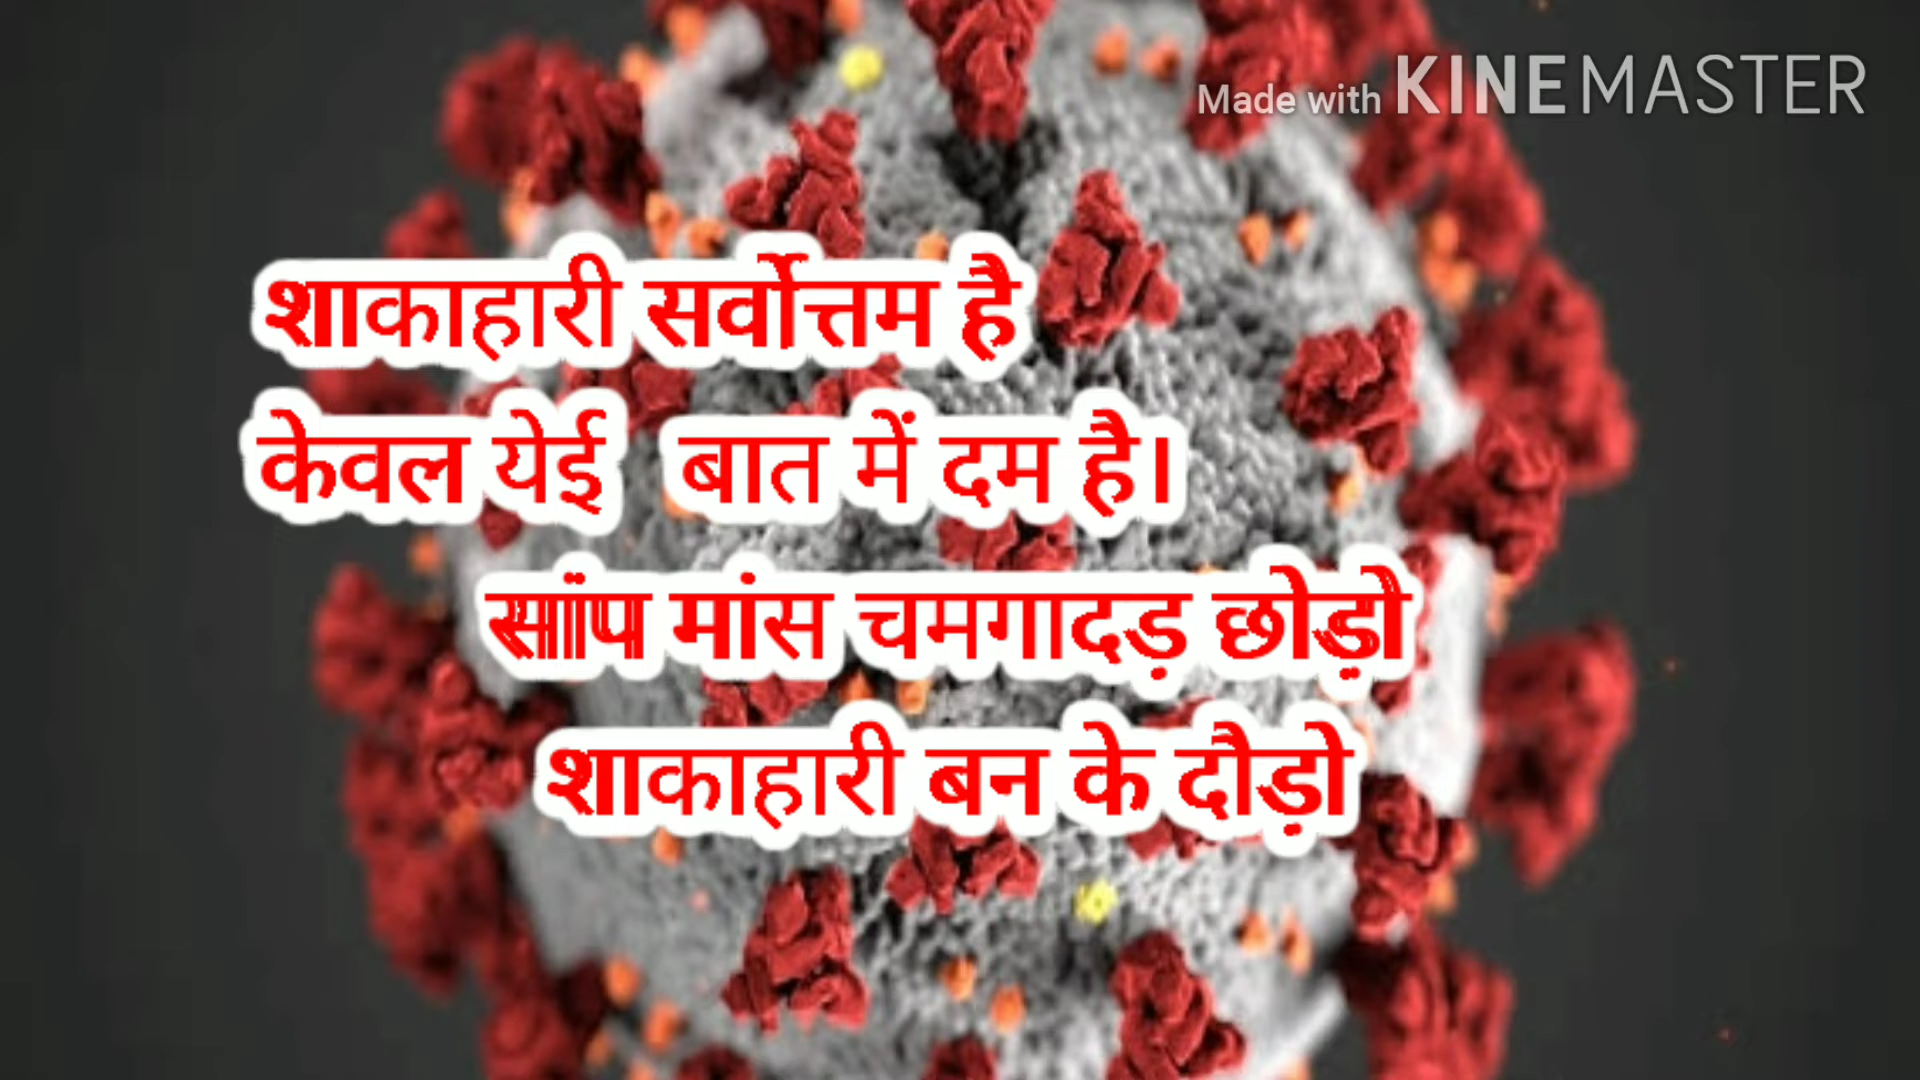 Made with KINEMASTER
शाकाहारी सर्वोत्तम है
केवल येई बात में दम है।
सांप मांस चमगादड़ छोड़ो
शाकाहारी बन के दौड़ो